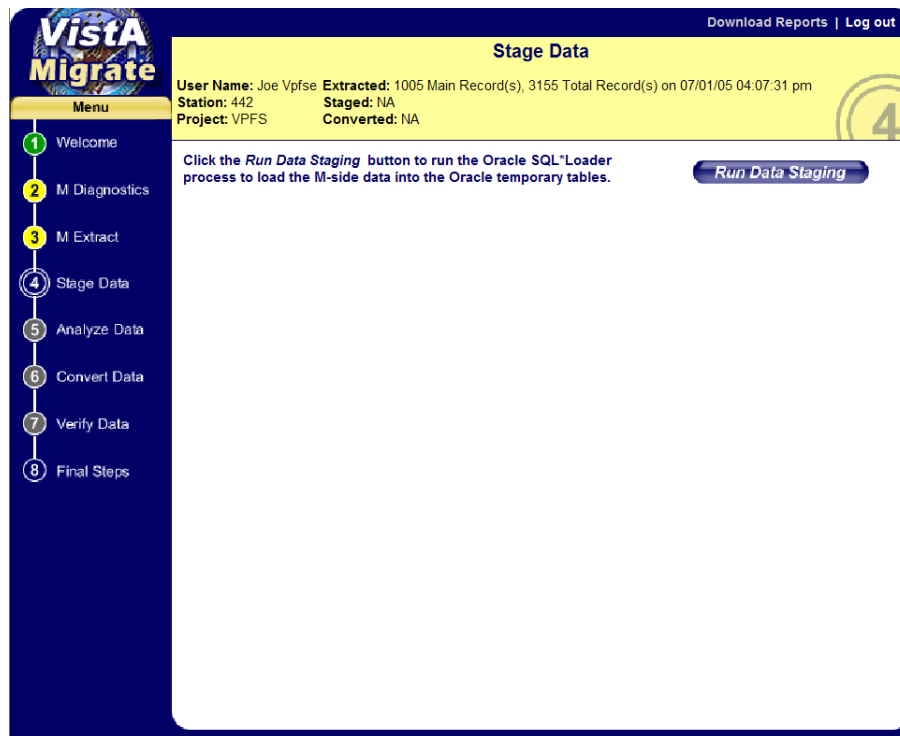 VistA
Migrate
Download Reports | Log out
Stage Data
User Name: Joe Vpfse Extracted: 1005 Main Record(s), 3155 Total Record(s) on 07/01/05 04:07:31 pm
Station: 442 Staged: NA
Project: VPFS Converted: NA
4
Menu
1 Welcome
2 M Diagnostics
3 M Extract
4 Stage Data
5 Analyze Data
6 Convert Data
7 Verify Data
8 Final Steps
Click the Run Data Staging button to run the Oracle SQL*Loader
process to load the M-side data into the Oracle temporary tables.
Run Data Staging